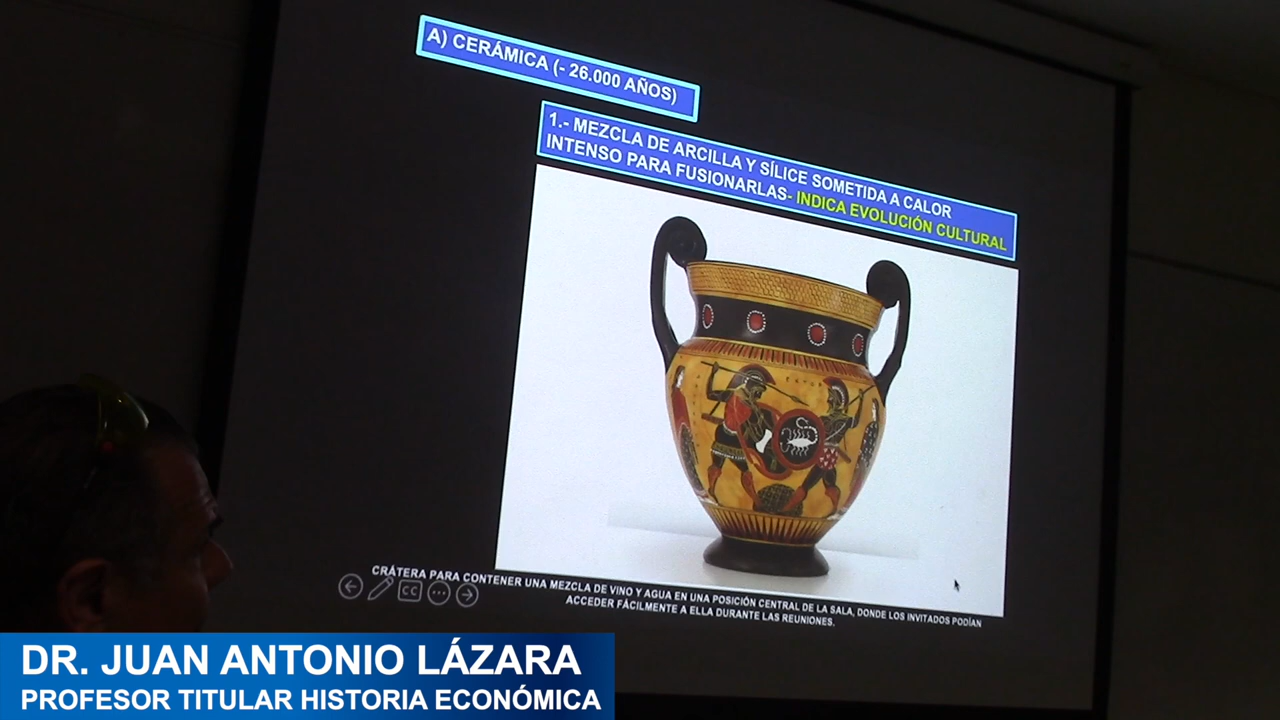 A) CERÁMICA (- 26.000 AÑOS)
1.- MEZCLA DE ARCILLA Y SÍLICE SOMETIDA A CALOR
INTENSO PARA FUSIONARLAS- INDICA EVOLUCIÓN CULTURAL
CRÁTERA PARA CONTENER UNA MEZCLA DE VINO Y AGUA EN UNA POSICIÓN CENTRAL DE LA SALA, DONDE LOS INVITADOS PODÍAN
ACCEDER FÁCILMENTE A ELLA DURANTE LAS REUNIONES.
CC
DR. JUAN ANTONIO LÁZARA
PROFESOR TITULAR HISTORIA ECONÓMICA